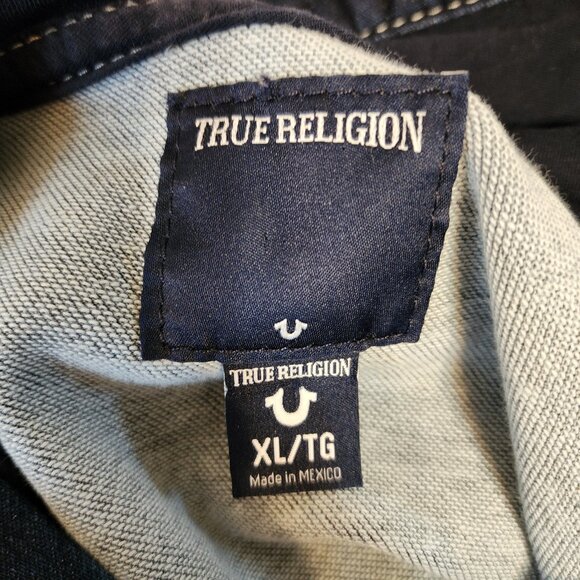 TRUE RELIGION
TRUE RELIGION
XL/TG
Made in MEXICO